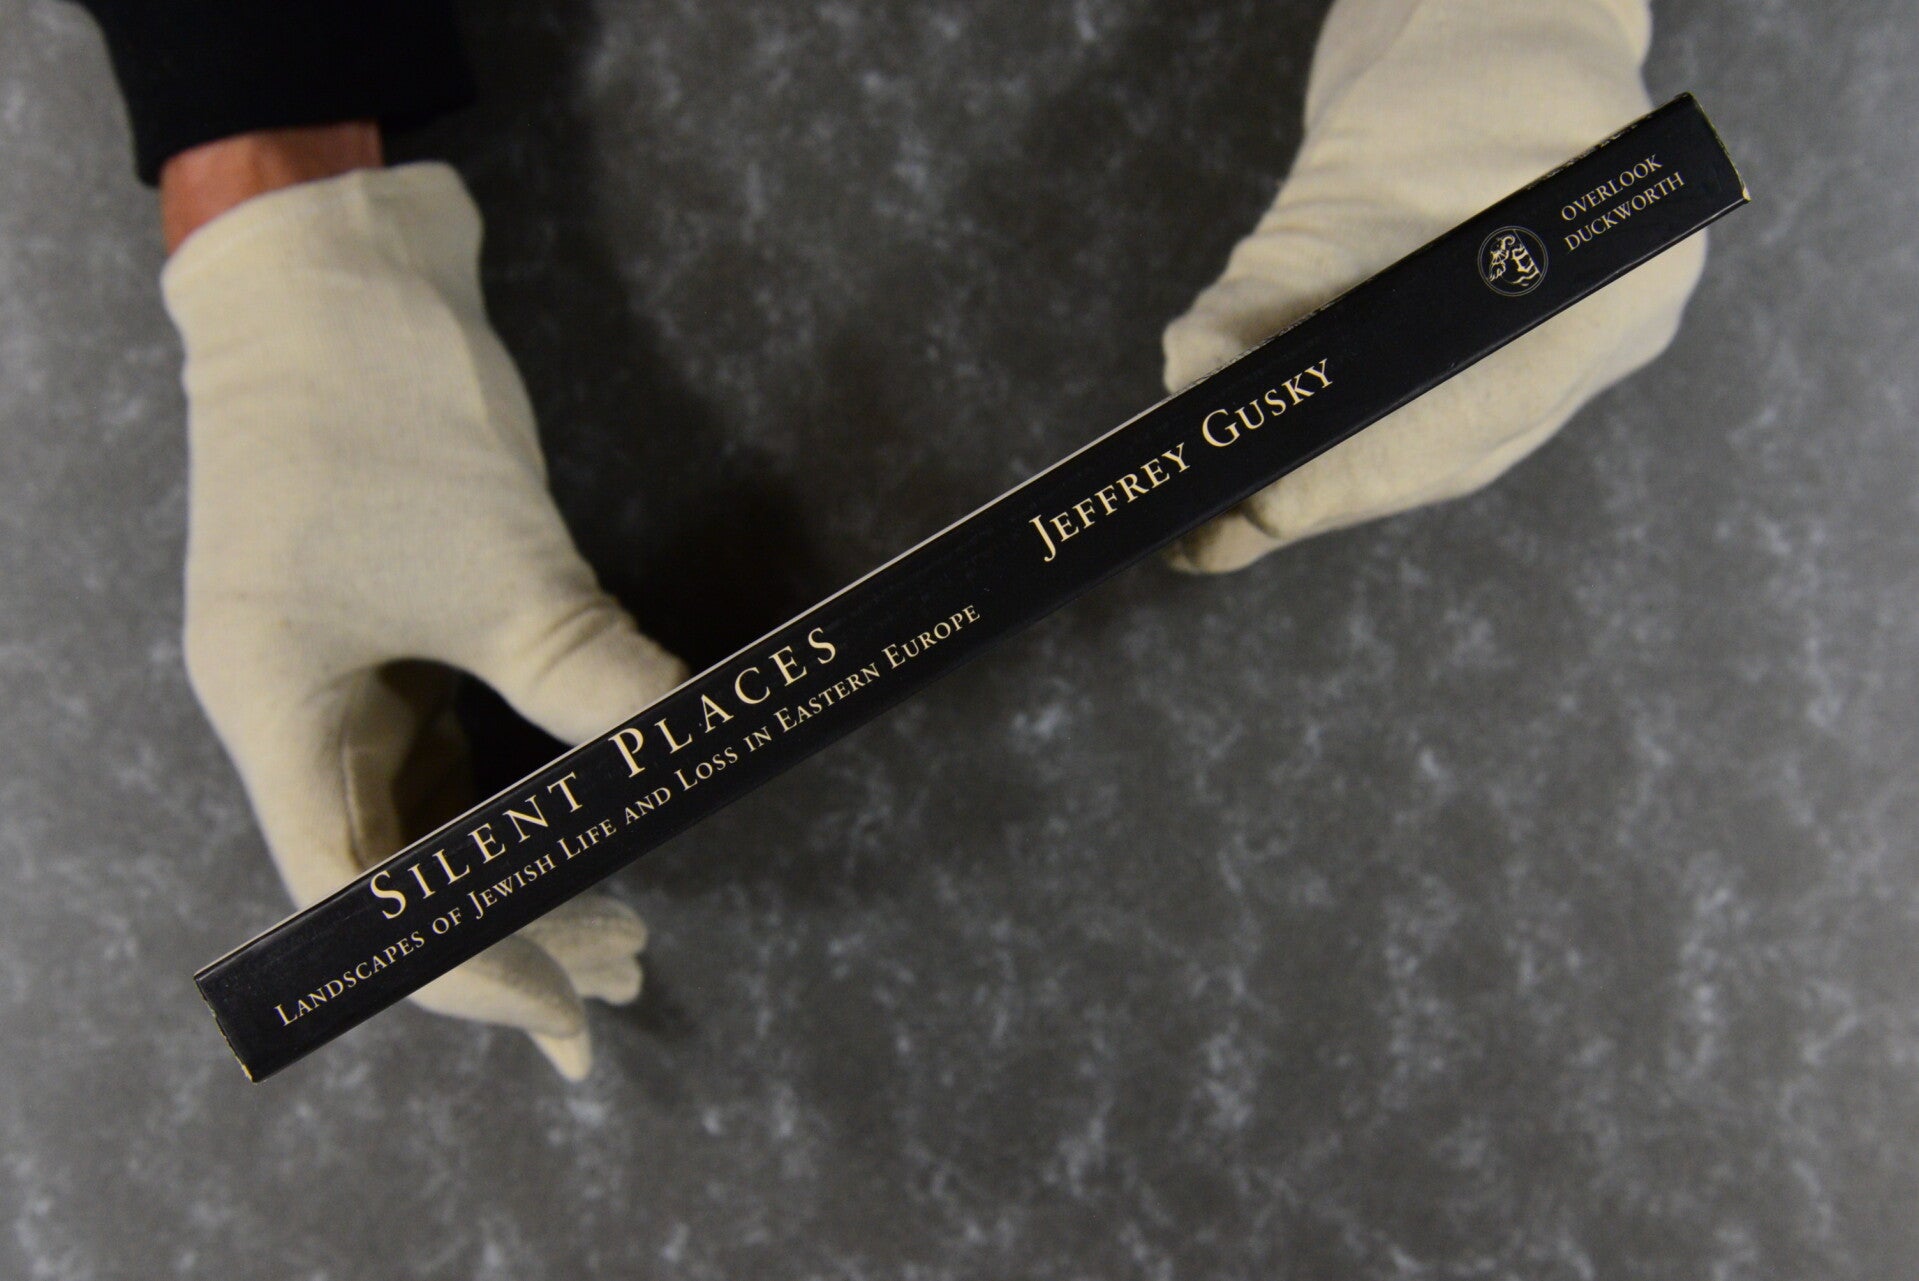 SILENT PLACES
LANDSCAPES OF JEWISH LIFE AND LOSS IN EASTERN EUROPE
JEFFREY GUSKY
OVERLOOK
DUCKWORTH